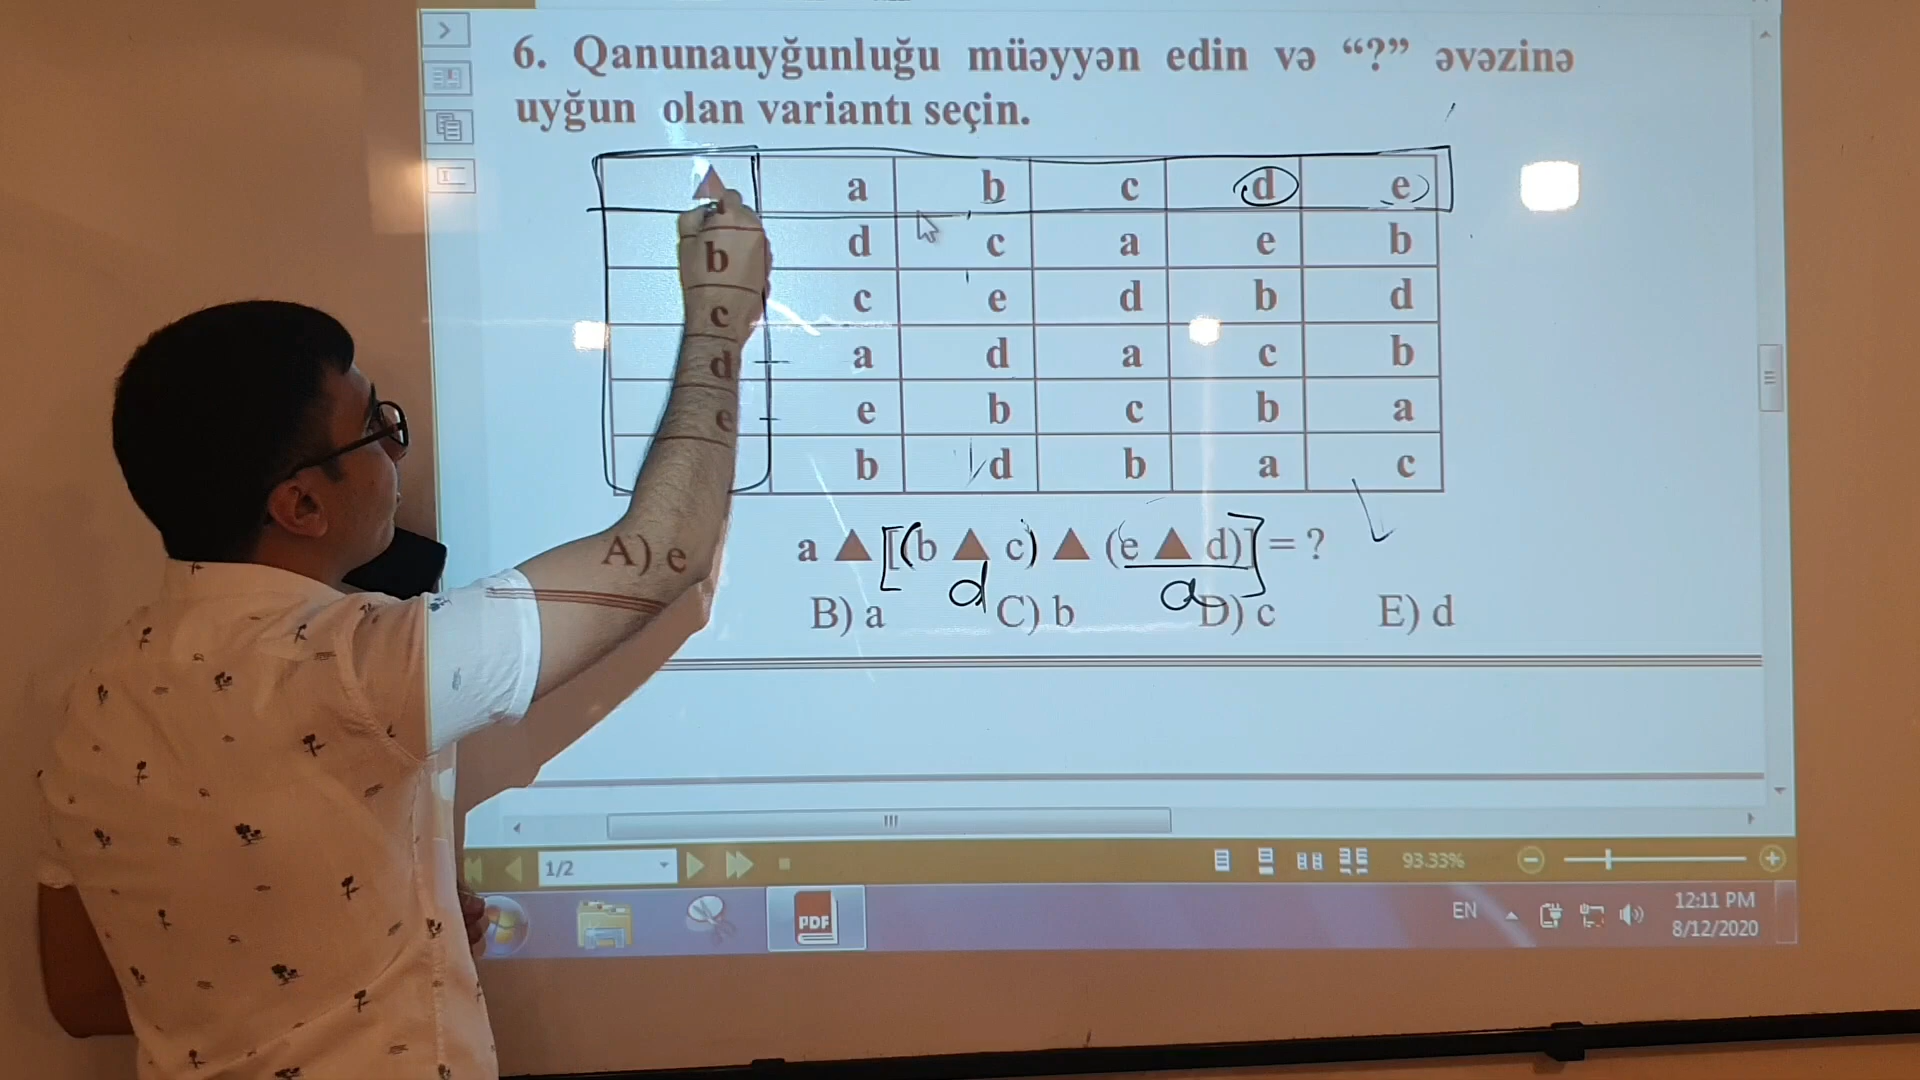 6. Qanunauyğunluğu müəyyən edin və “?” əvəzinə
uyğun olan variantı seçin.
▲ a b c d e
a d c a e b
b c e d b d
c a d a c b
d e b c b a
e b d b a c
a ▲ [(b ▲ c) ▲ (e ▲ d)] = ?
d a
A) e B) a C) b D) c E) d
1/2 93.33%
PDF EN 12:11 PM
8/12/2020